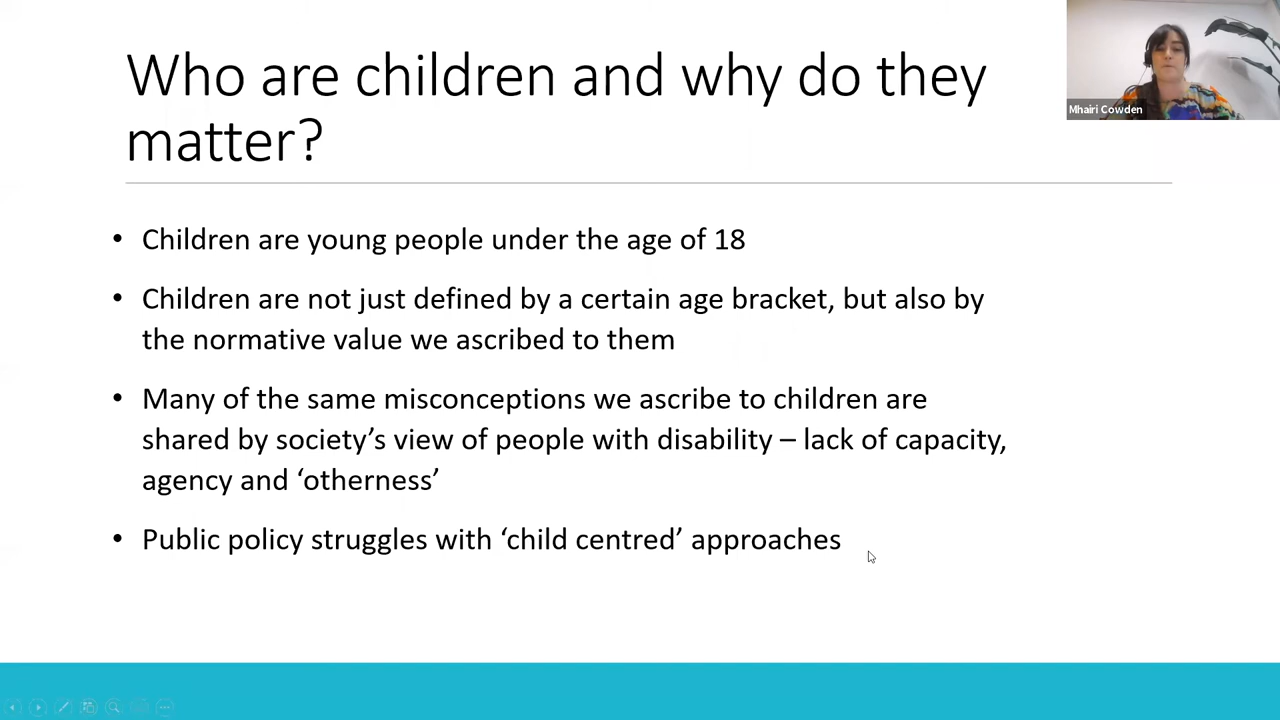 Who are children and why do they
matter?
Mhairi Cowden
• Children are young people under the age of 18
• Children are not just defined by a certain age bracket, but also by
the normative value we ascribed to them
• Many of the same misconceptions we ascribe to children are
shared by society’s view of people with disability – lack of capacity,
agency and ‘otherness’
• Public policy struggles with ‘child centred’ approaches